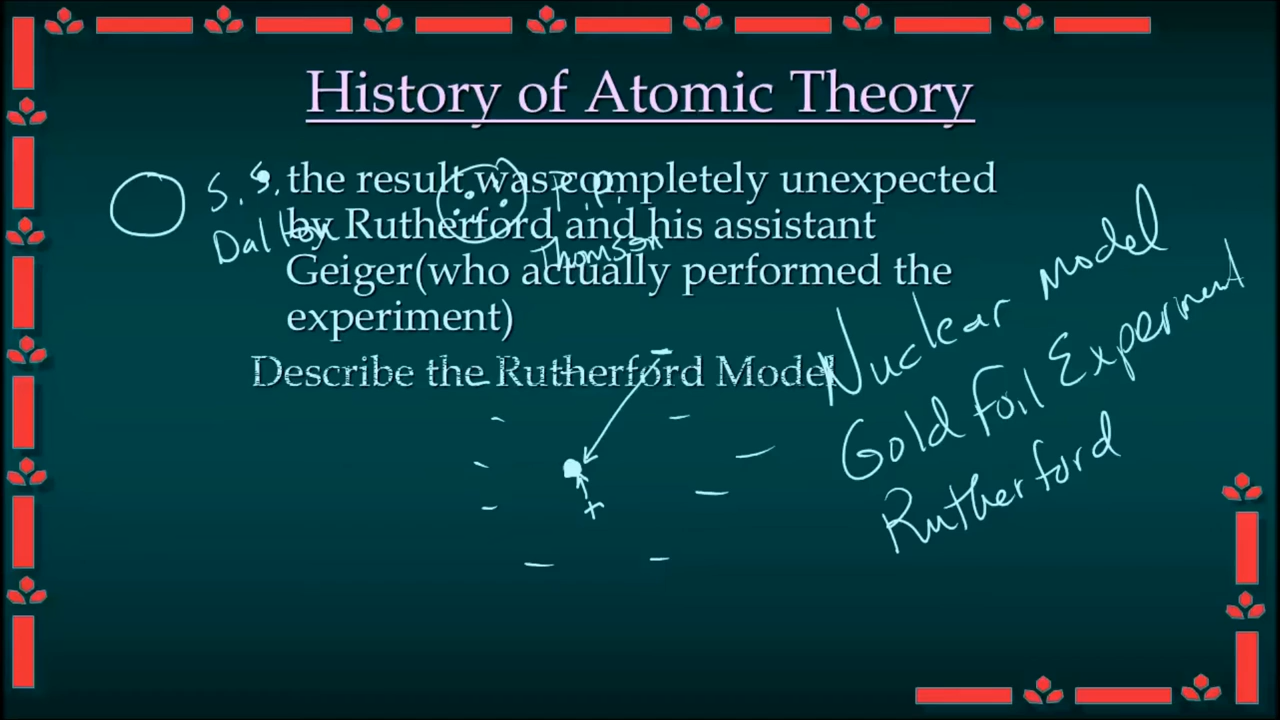 History of Atomic Theory
• the result was completely unexpected
by Rutherford and his assistant
Geiger(who actually performed the
experiment)
Describe the Rutherford Model
S.S.
Dalton
P.P.
Thomson
Nuclear Model
Gold Foil Experiment
Rutherford
+